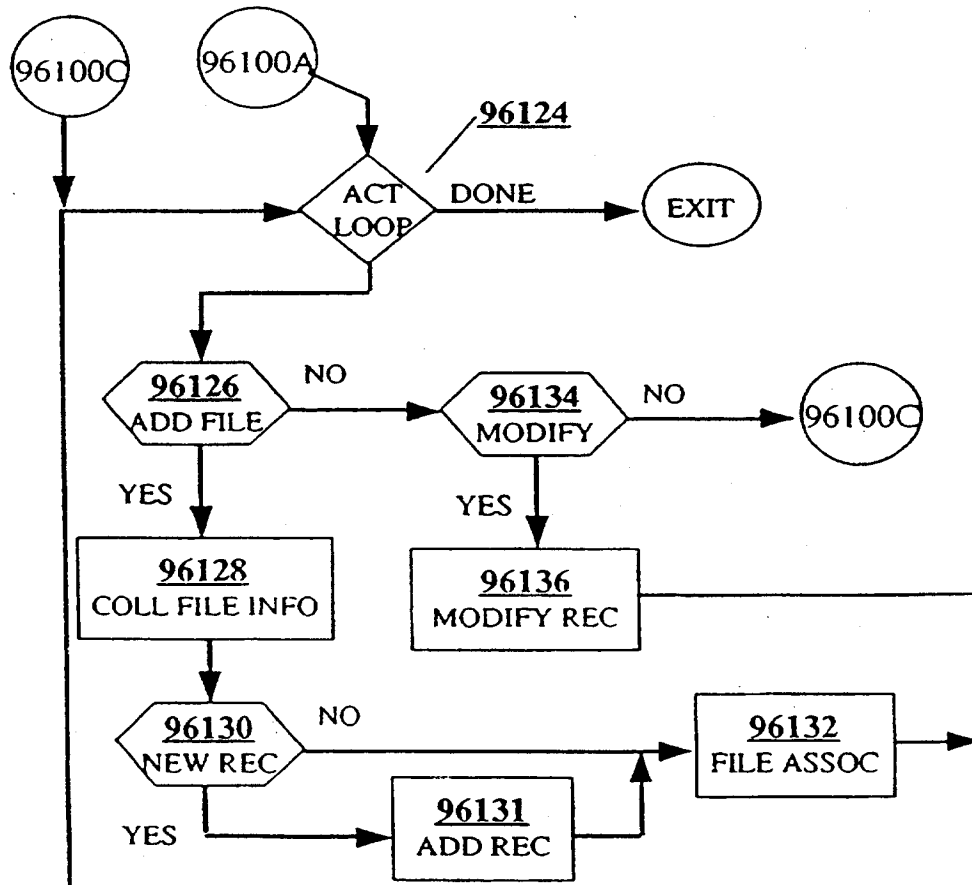 96100C
96100A
96124
ACT
LOOP
DONE
EXIT
96126
ADD FILE
NO
96134
MODIFY
NO
96100C
YES
YES
96128
COLL FILE INFO
96136
MODIFY REC
96130
NEW REC
NO
96132
FILE ASSOC
YES
96131
ADD REC